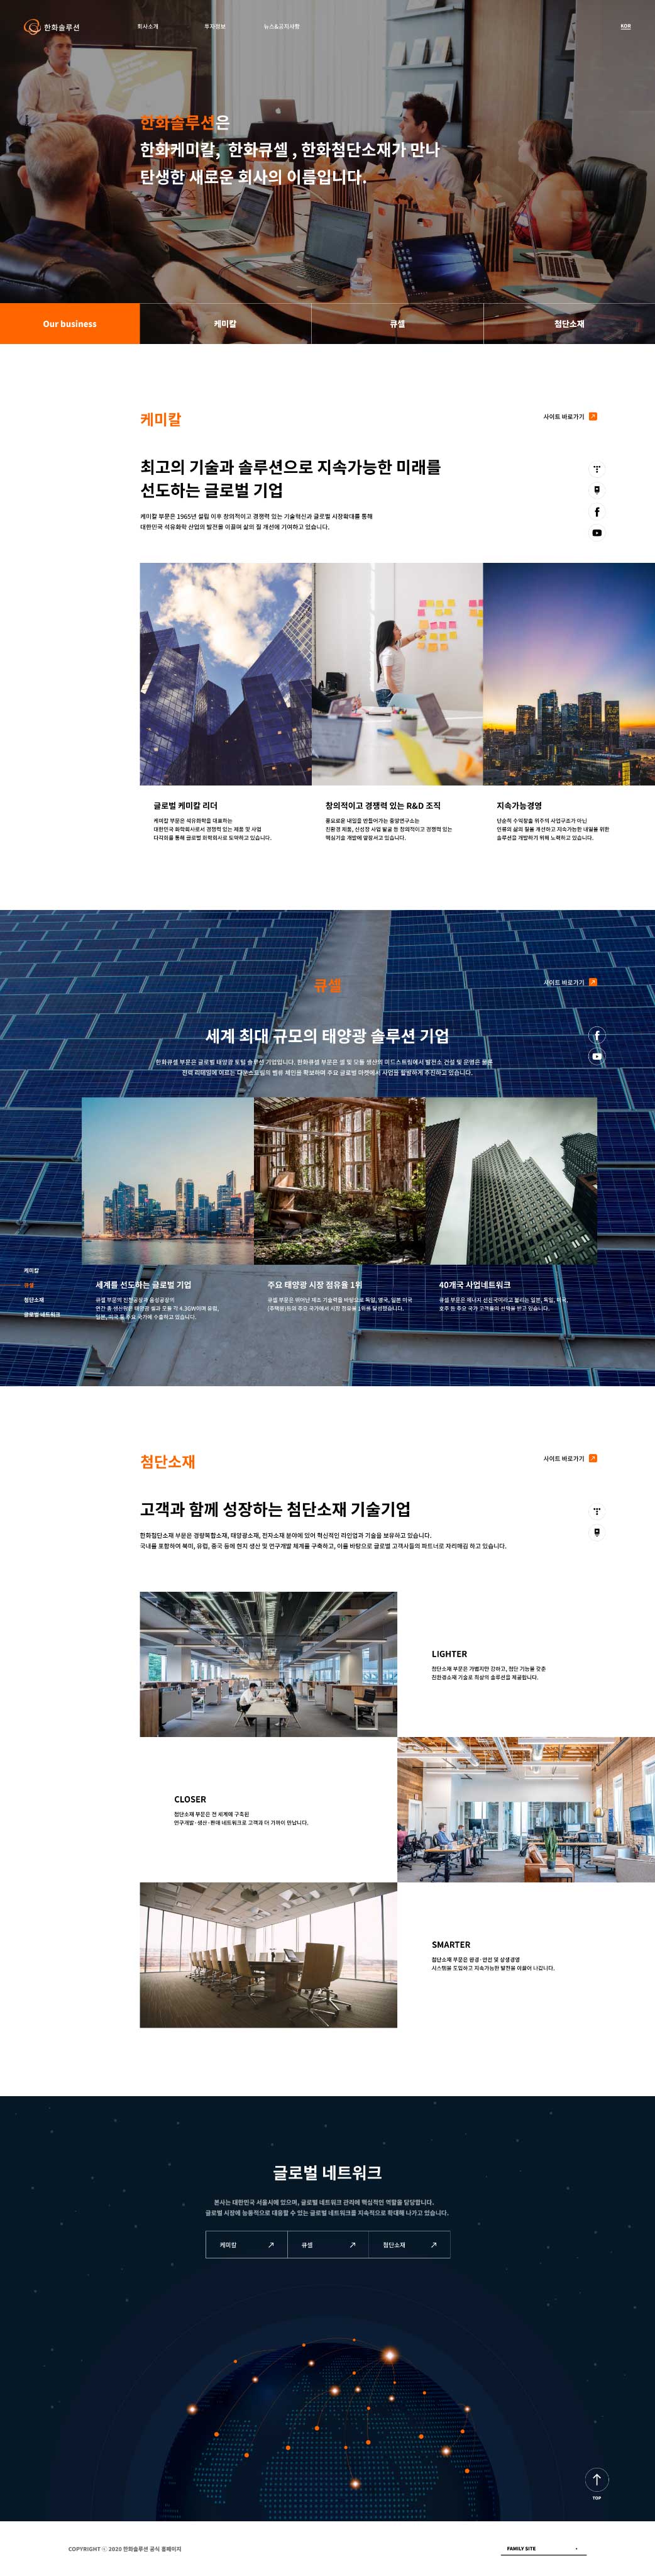 한화솔루션
회사소개
투자정보
뉴스&공지사항
KOR
한화솔루션은
한화케미칼, 한화큐셀 , 한화첨단소재가 만나
탄생한 새로운 회사의 이름입니다.
Our business
케미칼
큐셀
첨단소재
케미칼
사이트 바로가기
최고의 기술과 솔루션으로 지속가능한 미래를
선도하는 글로벌 기업
케미칼 부문은 1965년 설립 이후 창의적이고 경쟁력 있는 기술혁신과 글로벌 시장확대를 통해
대한민국 석유화학 산업의 발전을 이끌며 삶의 질 개선에 기여하고 있습니다.
글로벌 케미칼 리더
케미칼 부문은 석유화학을 대표하는
대한민국 화학회사로서 경쟁력 있는 제품 및 사업
다각화를 통해 글로벌 화학회사로 도약하고 있습니다.
창의적이고 경쟁력 있는 R&D 조직
풍요로운 내일을 만들어가는 중앙연구소는
친환경 제품, 신성장 사업 발굴 등 창의적이고 경쟁력 있는
핵심기술 개발에 앞장서고 있습니다.
지속가능경영
단순히 수익창출 위주의 사업구조가 아닌
인류의 삶의 질을 개선하고 지속가능한 내일을 위한
솔루션을 개발하기 위해 노력하고 있습니다.
큐셀
사이트 바로가기
세계 최대 규모의 태양광 솔루션 기업
한화큐셀 부문은 글로벌 태양광 토털 솔루션 기업입니다. 한화큐셀 부문은 셀 및 모듈 생산의 미드스트림에서 발전소 건설 및 운영은 물론
전력 리테일에 이르는 다운스트림의 밸류 체인을 확보하며 주요 글로벌 마켓에서 사업을 활발하게 추진하고 있습니다.
케미칼
큐셀
첨단소재
글로벌 네트워크
세계를 선도하는 글로벌 기업
큐셀 부문의 진천공장과 음성공장의
연간 총 생산량은 태양광 셀과 모듈 각 4.3GW이며 유럽,
일본, 미국 등 주요 국가에 수출하고 있습니다.
주요 태양광 시장 점유율 1위
큐셀 부문은 뛰어난 제조 기술력을 바탕으로 독일, 영국, 일본 미국
(주택용)등의 주요 국가에서 시장 점유율 1위를 달성했습니다.
40개국 사업네트워크
큐셀 부문은 에너지 선진국이라고 불리는 일본, 독일, 미국,
호주 등 주요 국가 고객들의 선택을 받고 있습니다.
첨단소재
사이트 바로가기
고객과 함께 성장하는 첨단소재 기술기업
한화첨단소재 부문은 경량복합소재, 태양광소재, 전자소재 분야에 있어 혁신적인 라인업과 기술을 보유하고 있습니다.
국내를 포함하여 북미, 유럽, 중국 등에 현지 생산 및 연구개발 체계를 구축하고, 이를 바탕으로 글로벌 고객사들의 파트너로 자리매김 하고 있습니다.
LIGHTER
첨단소재 부문은 가볍지만 강하고, 첨단 기능을 갖춘
친환경소재 기술로 최상의 솔루션을 제공합니다.
CLOSER
첨단소재 부문은 전 세계에 구축된
연구개발·생산·판매 네트워크로 고객과 더 가까이 만납니다.
SMARTER
첨단소재 부문은 환경·안전 및 상생경영
시스템을 도입하고 지속가능한 발전을 이끌어 나갑니다.
글로벌 네트워크
본사는 대한민국 서울시에 있으며, 글로벌 네트워크 관리에 핵심적인 역할을 담당합니다.
글로벌 시장에 능동적으로 대응할 수 있는 글로벌 네트워크를 지속적으로 확대해 나가고 있습니다.
케미칼
큐셀
첨단소재
TOP
COPYRIGHT ⓒ 2020 한화솔루션 공식 홈페이지
FAMILY SITE